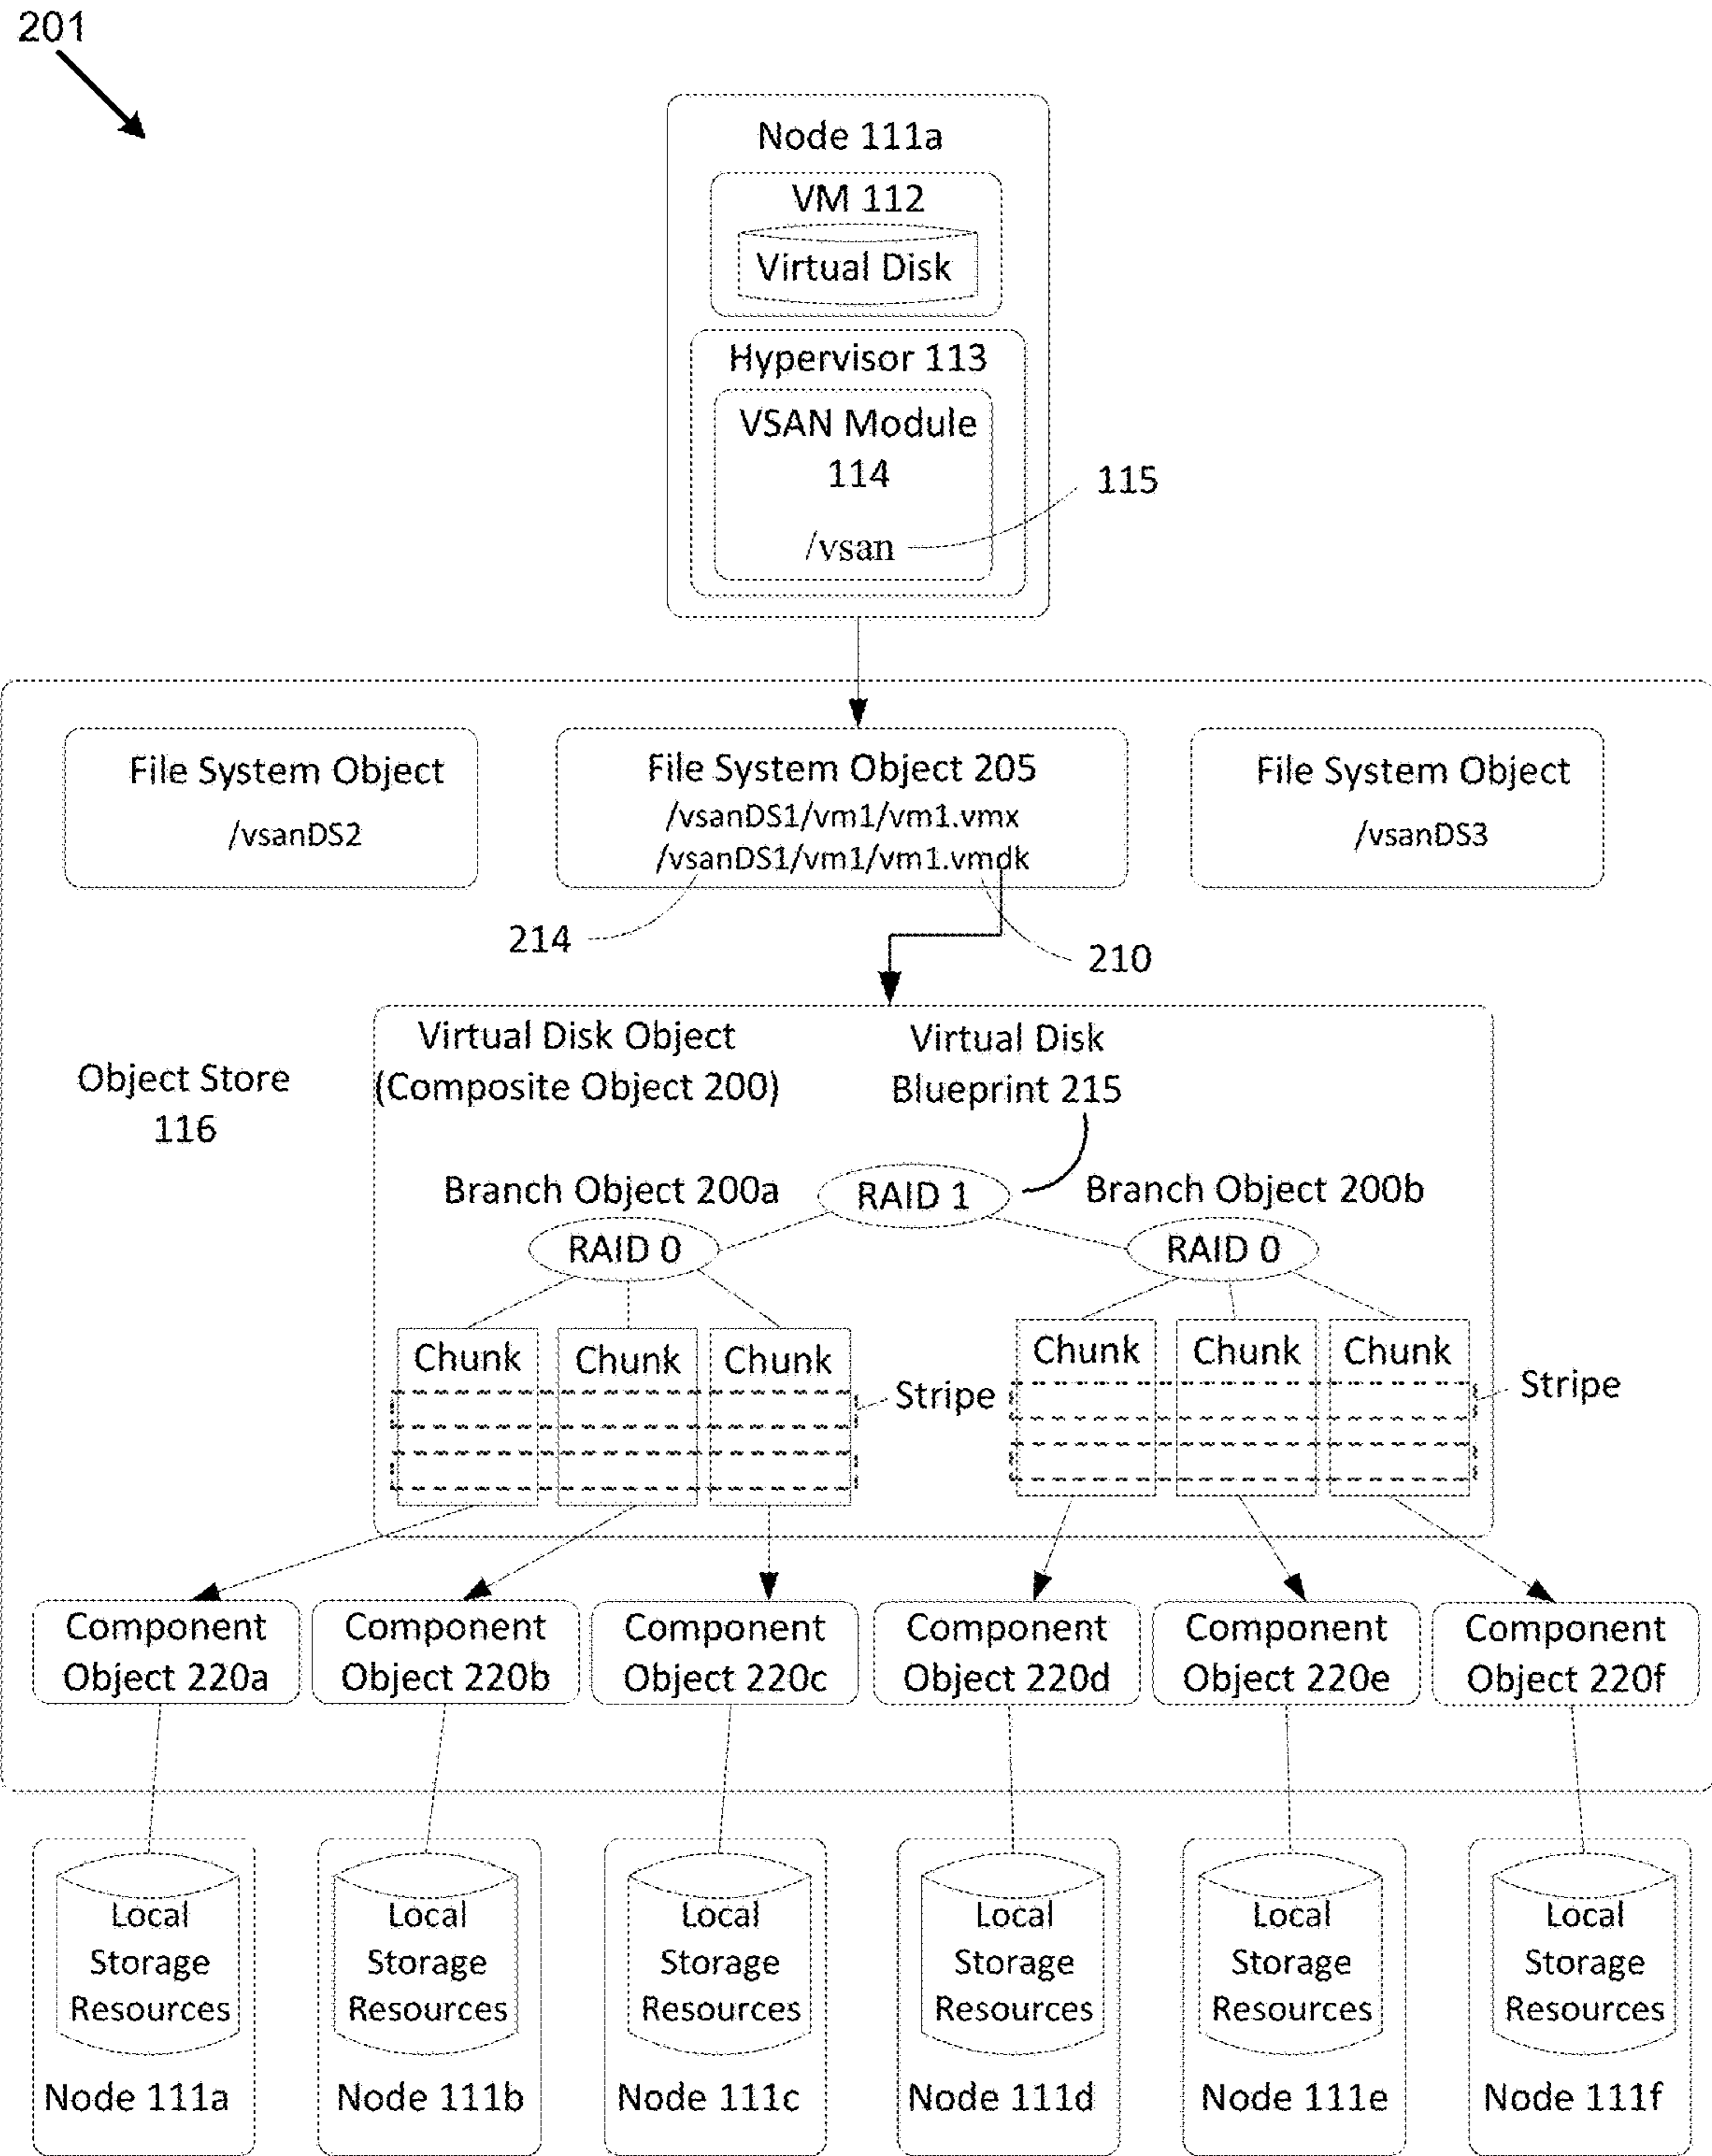 201
Node 111a
VM 112
Virtual Disk
Hypervisor 113
VSAN Module
114
115
/vsan
File System Object
/vsanDS2
File System Object 205
/vsanDS1/vm1/vm1.vmx
/vsanDS1/vm1/vm1.vmdk
File System Object
/vsanDS3
214
210
Object Store
116
Virtual Disk Object
(Composite Object 200)
Virtual Disk
Blueprint 215
Branch Object 200a
RAID 1
Branch Object 200b
RAID 0
RAID 0
Chunk
Chunk
Chunk
Stripe
Chunk
Chunk
Chunk
Stripe
Component
Object 220a
Component
Object 220b
Component
Object 220c
Component
Object 220d
Component
Object 220e
Component
Object 220f
Local
Storage
Resources
Node 111a
Local
Storage
Resources
Node 111b
Local
Storage
Resources
Node 111c
Local
Storage
Resources
Node 111d
Local
Storage
Resources
Node 111e
Local
Storage
Resources
Node 111f